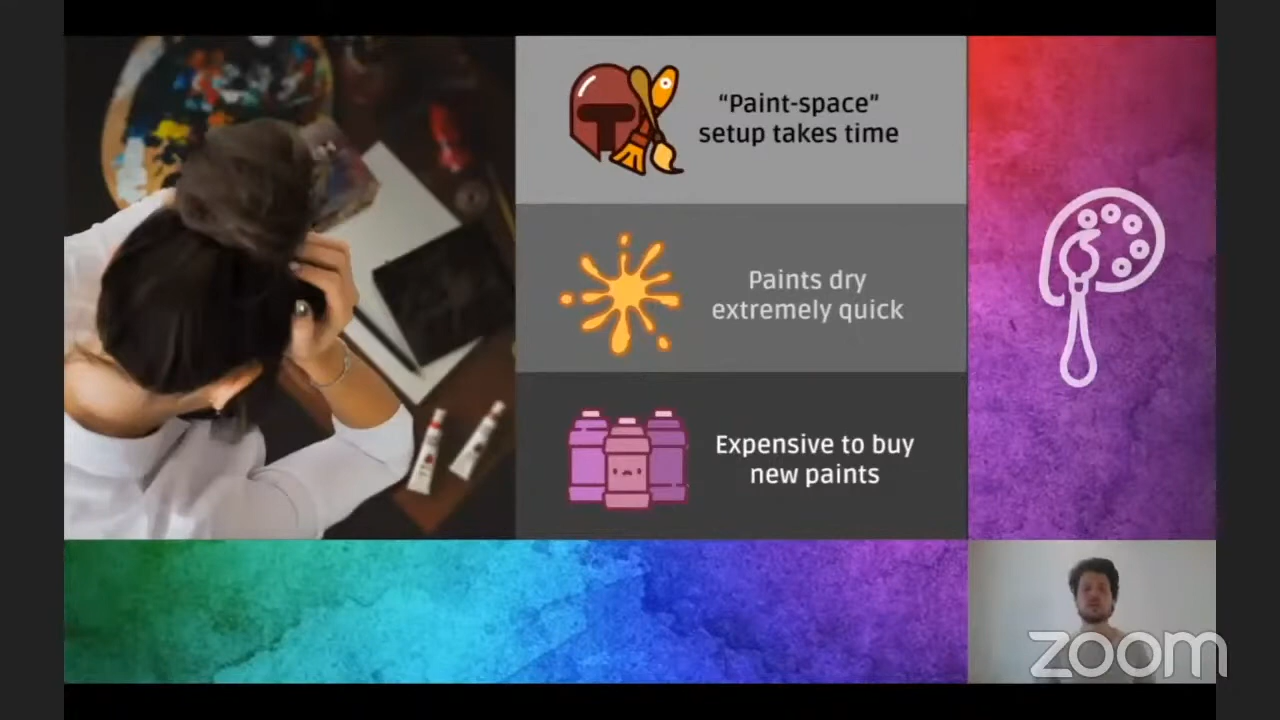 “Paint-space”
setup takes time
Paints dry
extremely quick
Expensive to buy
new paints
zoom